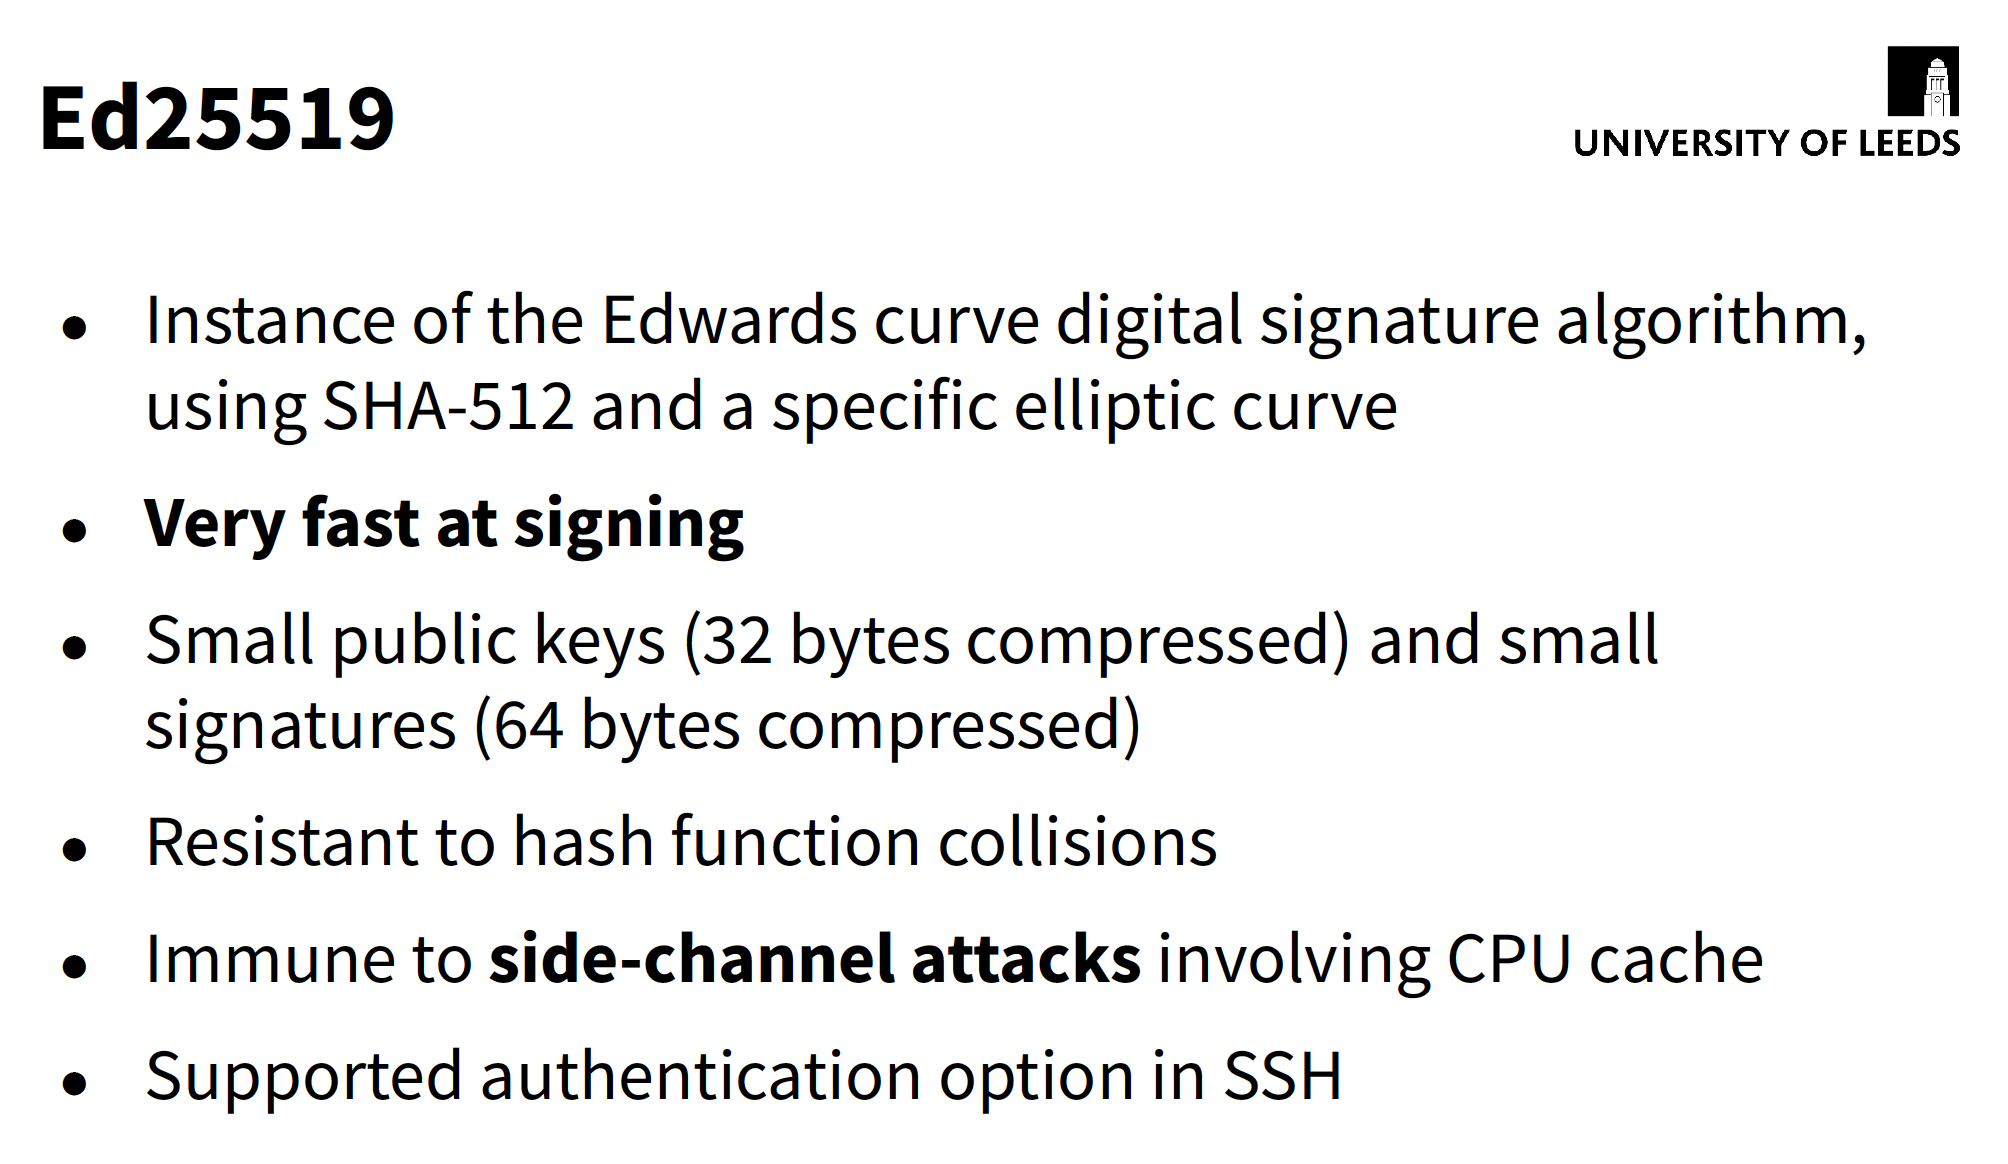 Ed25519
UNIVERSITY OF LEEDS
● Instance of the Edwards curve digital signature algorithm,
using SHA-512 and a specific elliptic curve
● Very fast at signing
● Small public keys (32 bytes compressed) and small
signatures (64 bytes compressed)
● Resistant to hash function collisions
● Immune to side-channel attacks involving CPU cache
● Supported authentication option in SSH